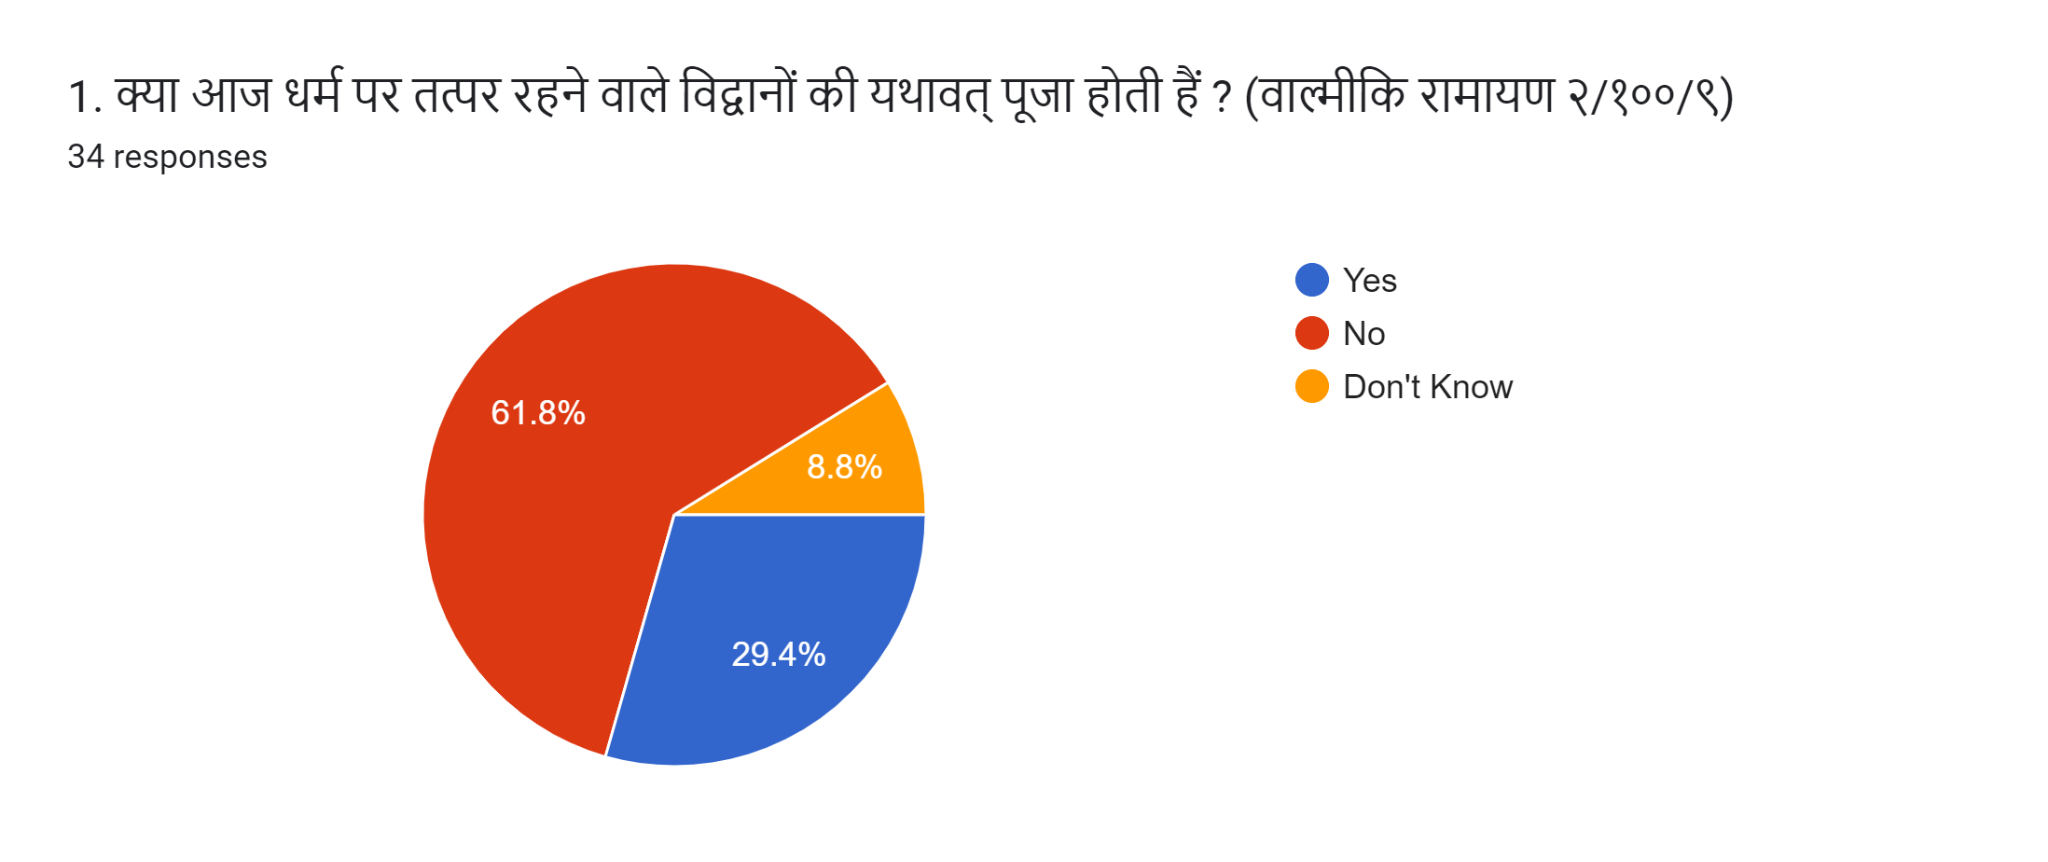 1. क्या आज धर्म पर तत्पर रहने वाले विद्वानों की यथावत् पूजा होती हैं ? (वाल्मीकि रामायण २/१००/९)
34 responses
Yes
No
Don't Know
61.8%
8.8%
29.4%